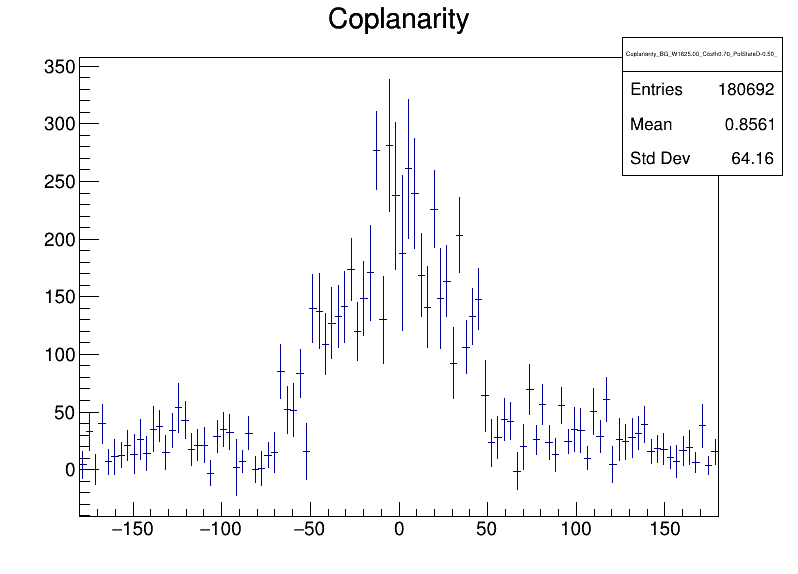 Coplanarity
Coplanarity_BG_W1625.00_Costh0.70_PolStateD-0.50_
Entries 180692
Mean 0.8561
Std Dev 64.16
350
300
250
200
150
100
50
0
−150 −100 −50 0 50 100 150